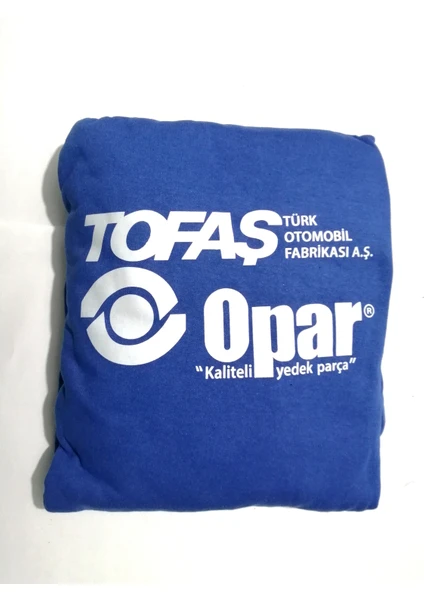 TOFAŞ TÜRK
OTOMOBİL
FABRİKASI A.Ş.
Opar®
"Kaliteli yedek parça"